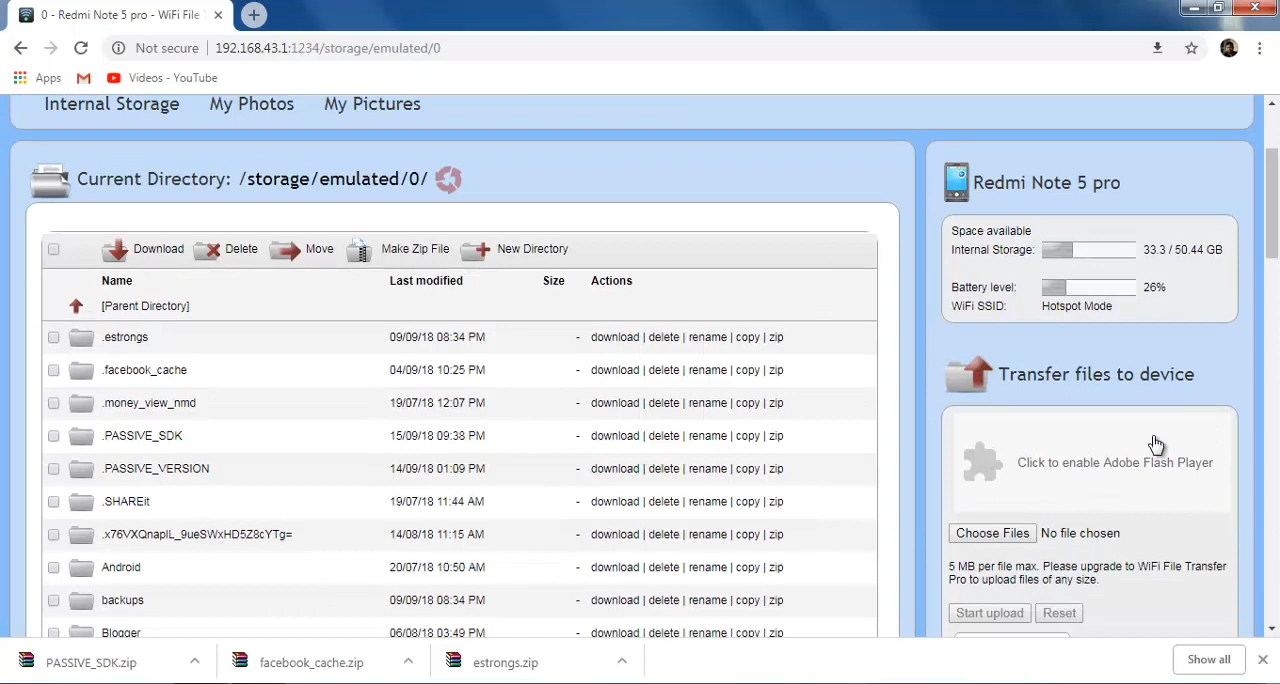 0 - Redmi Note 5 pro - WiFi File
Not secure 192.168.43.1:1234/storage/emulated/0
Apps Videos - YouTube
Internal Storage My Photos My Pictures
Current Directory: /storage/emulated/0/
Download Delete Move Make Zip File New Directory
Name Last modified Size Actions
[Parent Directory]
.estrongs 09/09/18 08:34 PM - download | delete | rename | copy | zip
.facebook_cache 04/09/18 10:25 PM - download | delete | rename | copy | zip
.money_view_nmd 19/07/18 12:07 PM - download | delete | rename | copy | zip
.PASSIVE_SDK 15/09/18 09:38 PM - download | delete | rename | copy | zip
.PASSIVE_VERSION 14/09/18 01:09 PM - download | delete | rename | copy | zip
.SHAREit 19/07/18 11:44 AM - download | delete | rename | copy | zip
.x76VXQnapIL_9ueSWxHD5Z8cYTg= 14/08/18 11:15 AM - download | delete | rename | copy | zip
Android 20/07/18 10:50 AM - download | delete | rename | copy | zip
backups 09/09/18 08:34 PM - download | delete | rename | copy | zip
Blogger 06/08/18 03:49 PM - download | delete | rename | copy | zip
Redmi Note 5 pro
Space available
Internal Storage: 33.3 / 50.44 GB
Battery level: 26%
WiFi SSID: Hotspot Mode
Transfer files to device
Click to enable Adobe Flash Player
Choose Files No file chosen
5 MB per file max. Please upgrade to WiFi File Transfer
Pro to upload files of any size.
Start upload Reset
PASSIVE_SDK.zip facebook_cache.zip estrongs.zip Show all